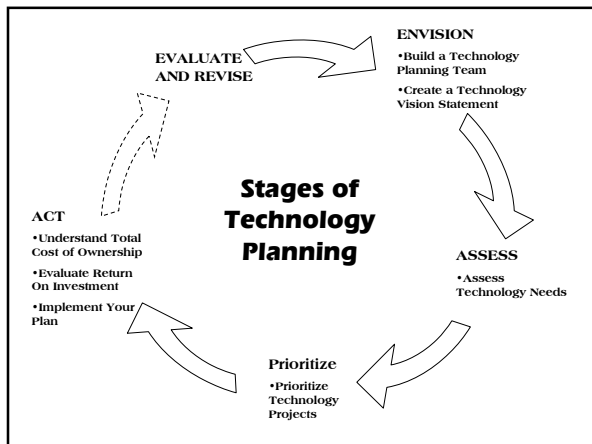 Stages of
Technology
Planning
ENVISION
•Build a Technology
Planning Team
•Create a Technology
Vision Statement
ASSESS
•Assess
Technology Needs
Prioritize
•Prioritize
Technology
Projects
ACT
•Understand Total
Cost of Ownership
•Evaluate Return
On Investment
•Implement Your
Plan
EVALUATE
AND REVISE